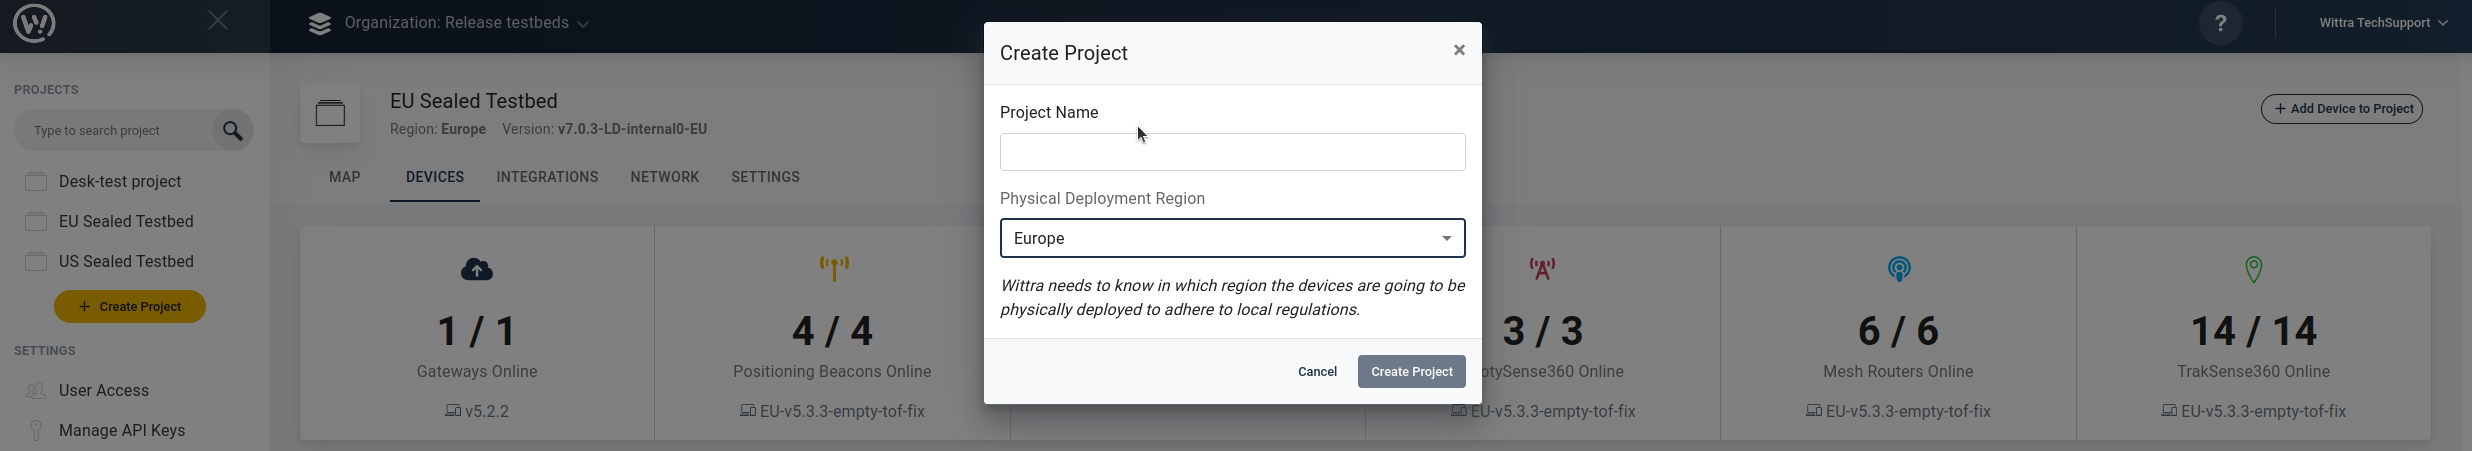 Organization: Release testbeds
?
Wittra TechSupport
PROJECTS
Type to search project
Desk-test project
EU Sealed Testbed
US Sealed Testbed
+ Create Project
SETTINGS
User Access
Manage API Keys
EU Sealed Testbed
Region: Europe Version: v7.0.3-LD-internal0-EU
+ Add Device to Project
MAP DEVICES INTEGRATIONS NETWORK SETTINGS
1 / 1
Gateways Online
v5.2.2
4 / 4
Positioning Beacons Online
EU-v5.3.3-empty-tof-fix
Create Project
×
Project Name
Physical Deployment Region
Europe
Wittra needs to know in which region the devices are going to be
physically deployed to adhere to local regulations.
Cancel
Create Project
3 / 3
otySense360 Online
EU-v5.3.3-empty-tof-fix
6 / 6
Mesh Routers Online
EU-v5.3.3-empty-tof-fix
14 / 14
TrakSense360 Online
EU-v5.3.3-empty-tof-fix